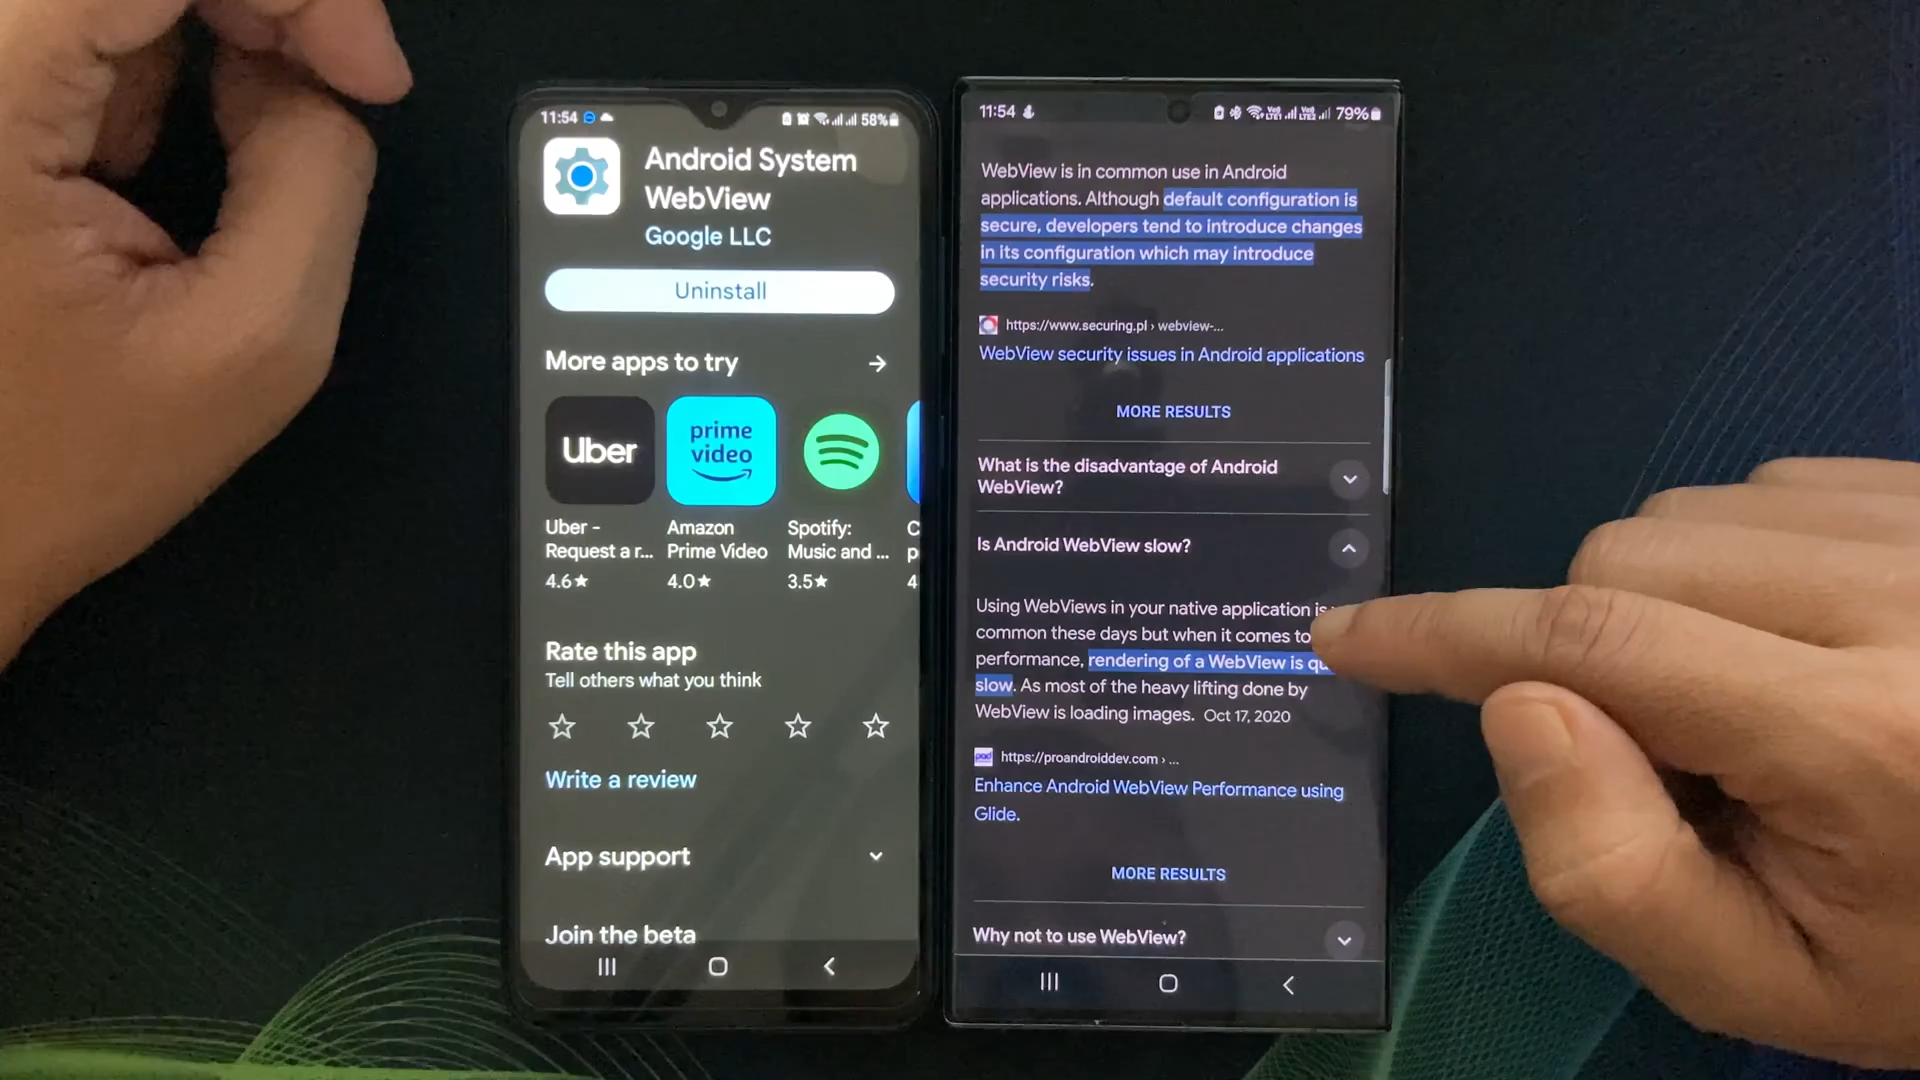 11:54
58%
Android System
WebView
Google LLC
Uninstall
More apps to try
Uber
prime
video
Uber -
Request a r...
4.6★
Amazon
Prime Video
4.0★
Spotify:
Music and ...
3.5★
C
p
4
Rate this app
Tell others what you think
Write a review
App support
Join the beta
11:54
79%
WebView is in common use in Android
applications. Although default configuration is
secure, developers tend to introduce changes
in its configuration which may introduce
security risks.
https://www.securing.pl › webview-...
WebView security issues in Android applications
MORE RESULTS
What is the disadvantage of Android
WebView?
Is Android WebView slow?
Using WebViews in your native application is
common these days but when it comes to
performance, rendering of a WebView is qu
slow. As most of the heavy lifting done by
WebView is loading images. Oct 17, 2020
pad
https://proandroiddev.com › ...
Enhance Android WebView Performance using
Glide.
MORE RESULTS
Why not to use WebView?